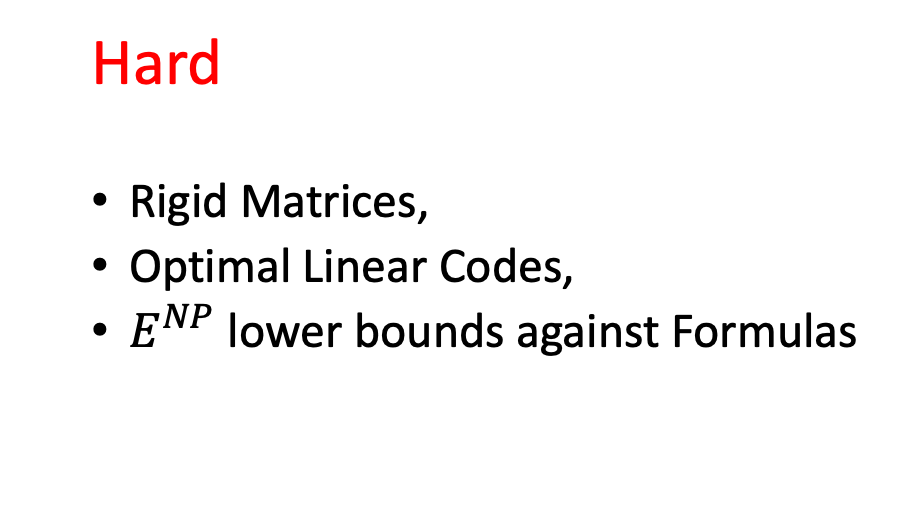 Hard
• Rigid Matrices,
• Optimal Linear Codes,
• $E^{NP}$ lower bounds against Formulas